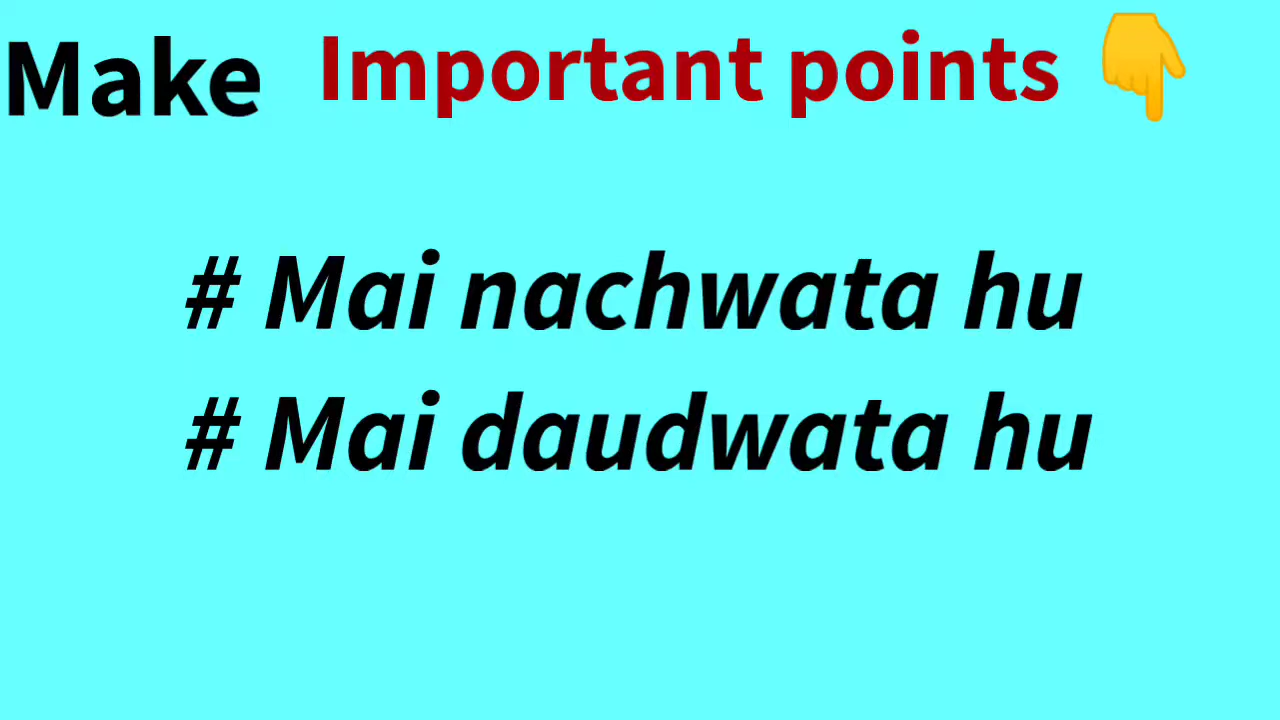 Make Important points 👇
# Mai nachwata hu
# Mai daudwata hu